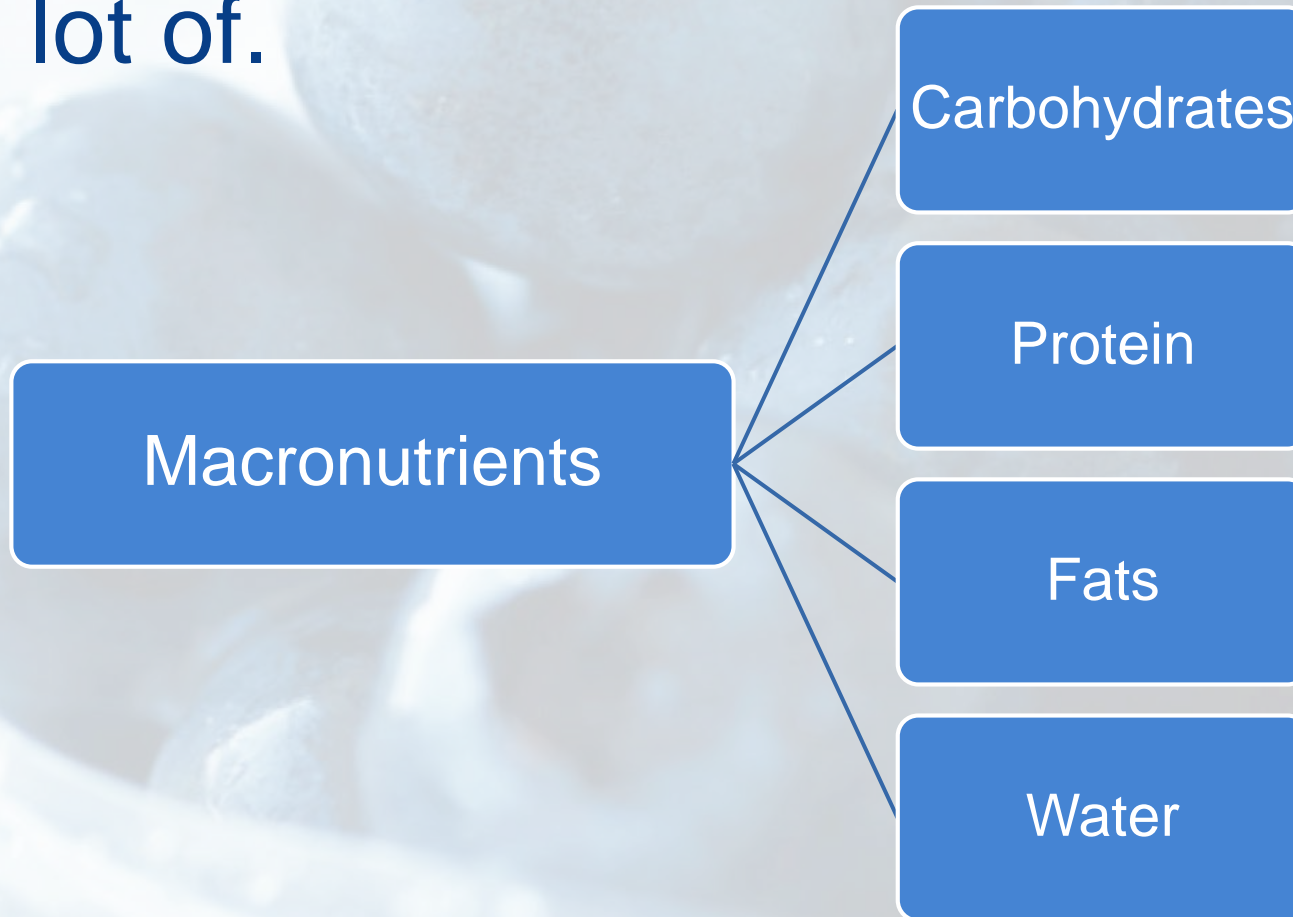 lot of.
Macronutrients
Carbohydrates
Protein
Fats
Water